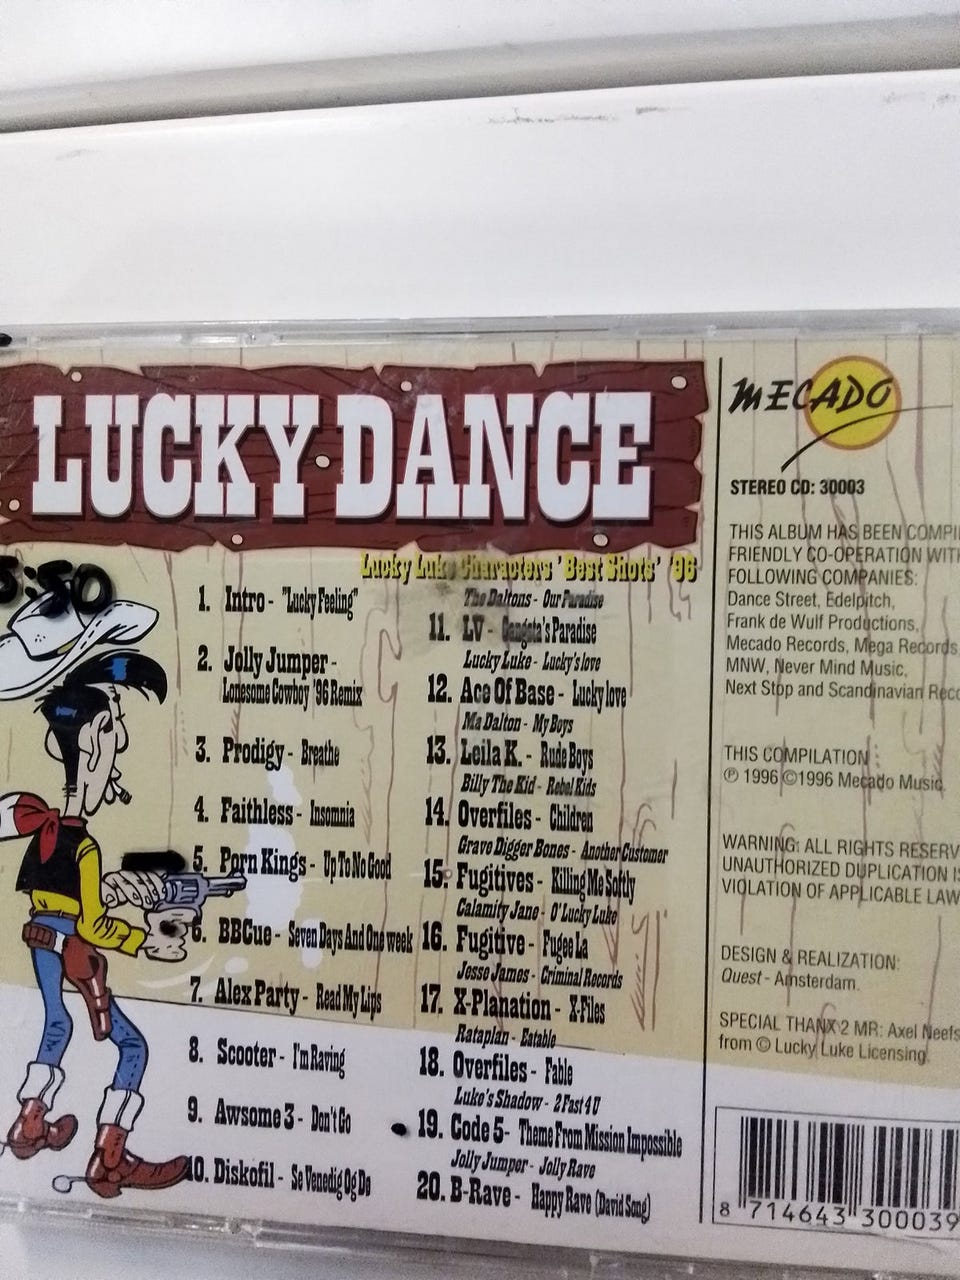 LUCKY DANCE
Lucky Luke Characters 'Best Shots' '96
5:50
1. Intro - "Lucky Feeling"
2. Jolly Jumper -
Lonesome Cowboy '96 Remix
3. Prodigy - Breathe
4. Faithless - Insomnia
5. Porn Kings - Up To No Good
6. BBCue - Seven Days And One week
7. Alex Party - Read My Lips
8. Scooter - I'm Raving
9. Awsome 3 - Don't Go
10. Diskofil - Se Venedig Og Dø
The Daltons - Our Paradise
11. LV - Gangsta's Paradise
Lucky Luke - Lucky's love
12. Ace Of Base - Lucky love
Ma Dalton - My Boys
13. Leila K. - Rude Boys
Billy The Kid - Rebel Kids
14. Overfiles - Children
Grave Digger Bones - Another Customer
15. Fugitives - Killing Me Softly
Calamity Jane - O'Lucky Luke
16. Fugitive - Fugee La
Jesse James - Criminal Records
17. X-Planation - X-Files
Rataplan - Eatable
18. Overfiles - Fable
Luke's Shadow - 2 Fast 4 U
19. Code 5- Theme From Mission Impossible
Jolly Jumper - Jolly Rave
20. B-Rave - Happy Rave (David Song)
MECADO
STEREO CD: 30003
THIS ALBUM HAS BEEN COMPI
FRIENDLY CO-OPERATION WITH
FOLLOWING COMPANIES:
Dance Street, Edelpitch,
Frank de Wulf Productions,
Mecado Records, Mega Records
MNW, Never Mind Music,
Next Stop and Scandinavian Reco
THIS COMPILATION
℗ 1996 ©1996 Mecado Music.
WARNING: ALL RIGHTS RESERV
UNAUTHORIZED DUPLICATION IS
VIOLATION OF APPLICABLE LAW
DESIGN & REALIZATION:
Quest - Amsterdam.
SPECIAL THANX 2 MR: Axel Neefs
from © Lucky Luke Licensing.
8 714643 300039